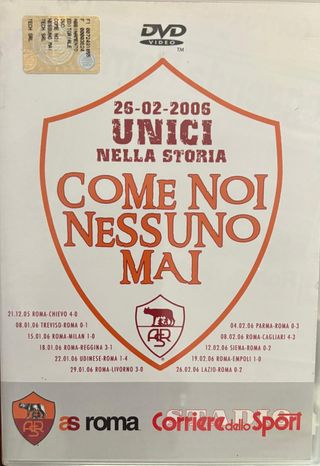 DVD
VIDEO
TM
26-02-2006
UNICI
NELLA STORIA
COME NOI
NESSUNO
MAI
ASR
21.12.05 ROMA-CHIEVO 4-0
08.01.06 TREVISO-ROMA 0-1
15.01.06 ROMA-MILAN 1-0
18.01.06 ROMA-REGGINA 3-1
22.01.06 UDINESE-ROMA 1-4
29.01.06 ROMA-LIVORNO 3-0
04.02.06 PARMA-ROMA 0-3
08.02.06 ROMA-CAGLIARI 4-3
12.02.06 SIENA-ROMA 0-2
19.02.06 ROMA-EMPOLI 1-0
26.02.06 LAZIO-ROMA 0-2
ASR
as roma
STADIO
Corriere dello Sport